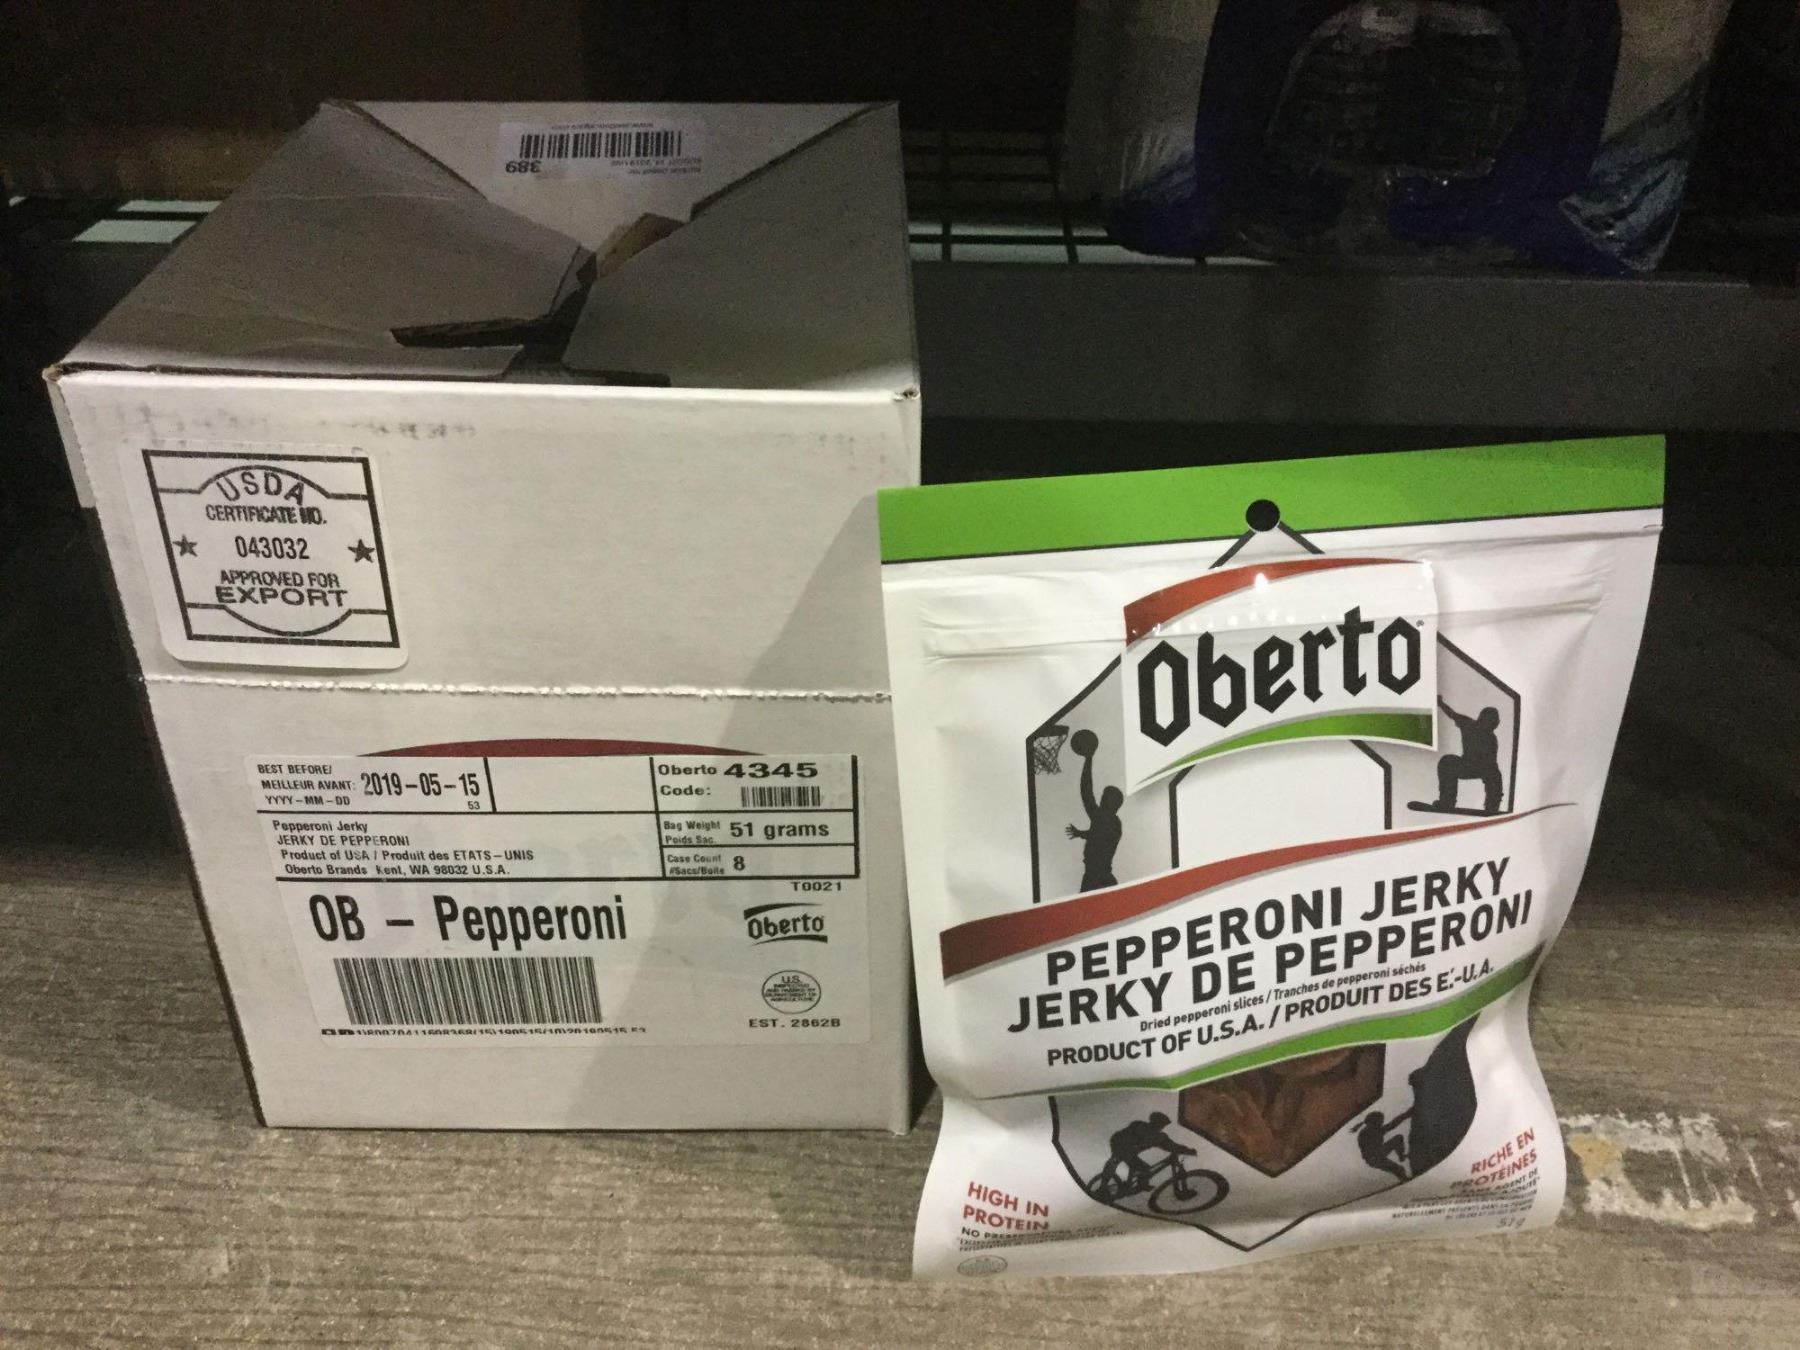 389
USDA
CERTIFICATE NO.
043032
APPROVED FOR
EXPORT
BEST BEFORE/
MEILLEUR AVANT: 2019-05-15
YYYY-MM-DD
53
Oberto 4345
Code:
Pepperoni Jerky
JERKY DE PEPPERONI
Product of USA / Produit des ETATS-UNIS
Oberto Brands Kent, WA 98032 U.S.A.
Bag Weight 51 grams
Poids Sac.
Case Count 8
#Sacs/Boite
T0021
OB - Pepperoni
Oberto
U.S.
EST. 2862B
Oberto
PEPPERONI JERKY
JERKY DE PEPPERONI
Dried pepperoni slices / Tranches de pepperoni séchés
PRODUCT OF U.S.A. / PRODUIT DES E.-U.A.
HIGH IN
PROTEIN
NO
RICHE EN
PROTÉINES
51g